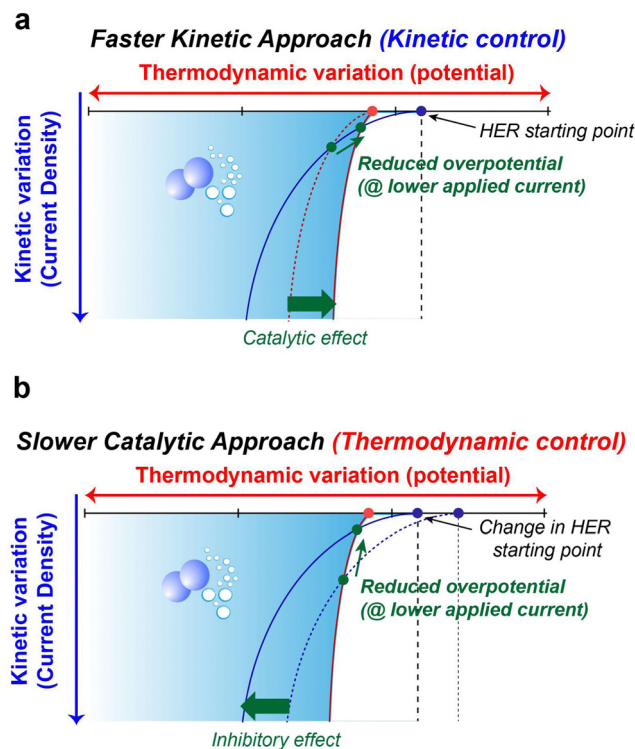 a
Faster Kinetic Approach (Kinetic control)
Thermodynamic variation (potential)
Kinetic variation
(Current Density)
HER starting point
Reduced overpotential
(@ lower applied current)
Catalytic effect
b
Slower Catalytic Approach (Thermodynamic control)
Thermodynamic variation (potential)
Kinetic variation
(Current Density)
Change in HER
starting point
Reduced overpotential
(@ lower applied current)
Inhibitory effect